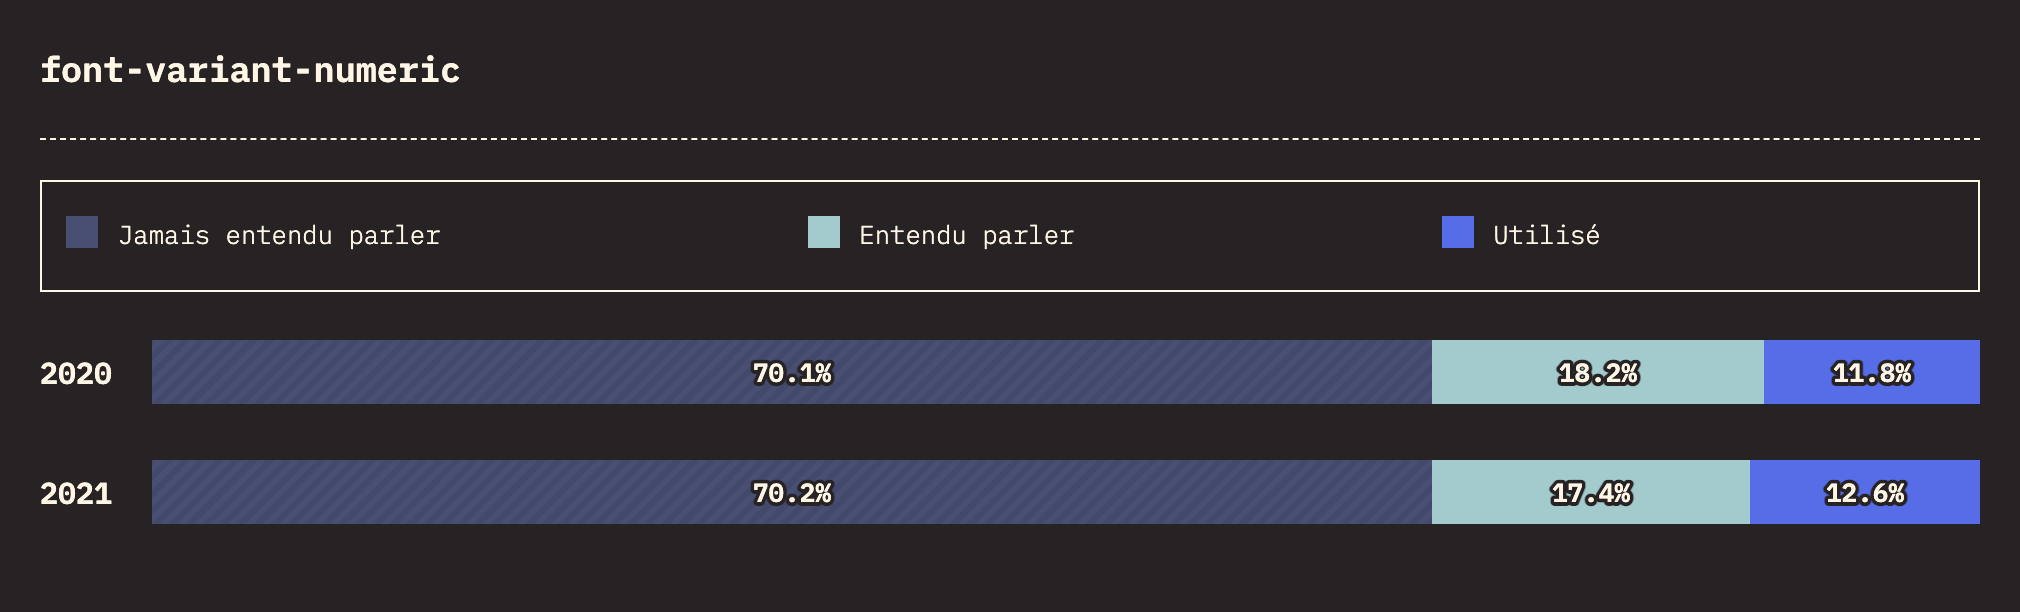 font-variant-numeric
Jamais entendu parler Entendu parler Utilisé
2020 70.1% 18.2% 11.8%
2021 70.2% 17.4% 12.6%